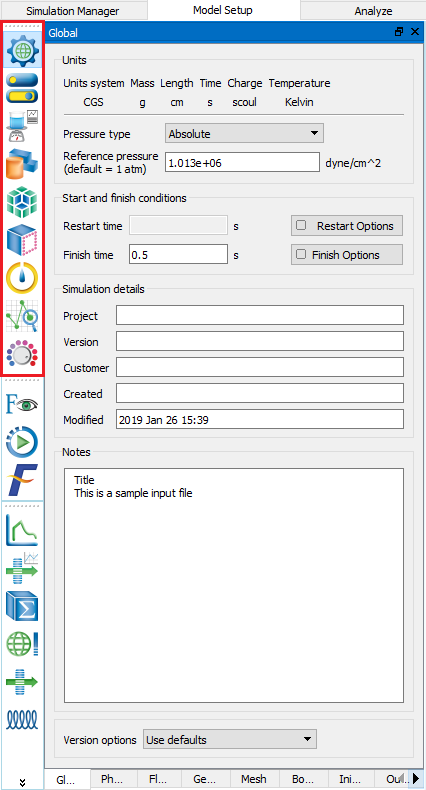 Simulation Manager Model Setup Analyze
Global
Units
Units system Mass Length Time Charge Temperature
CGS g cm s scoul Kelvin
Pressure type Absolute
Reference pressure
(default = 1 atm) 1.013e+06 dyne/cm^2
Start and finish conditions
Restart time s Restart Options
Finish time 0.5 s Finish Options
Simulation details
Project
Version
Customer
Created
Modified 2019 Jan 26 15:39
Notes
Title
This is a sample input file
Version options Use defaults
Gl... Ph... Fl... Ge... Mesh Bo... Ini... Ou...